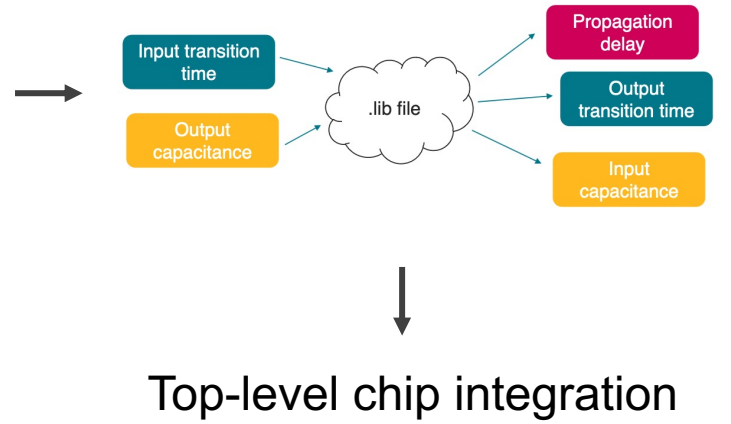 Input transition
time
Output
capacitance
.lib file
Propagation
delay
Output
transition time
Input
capacitance
Top-level chip integration